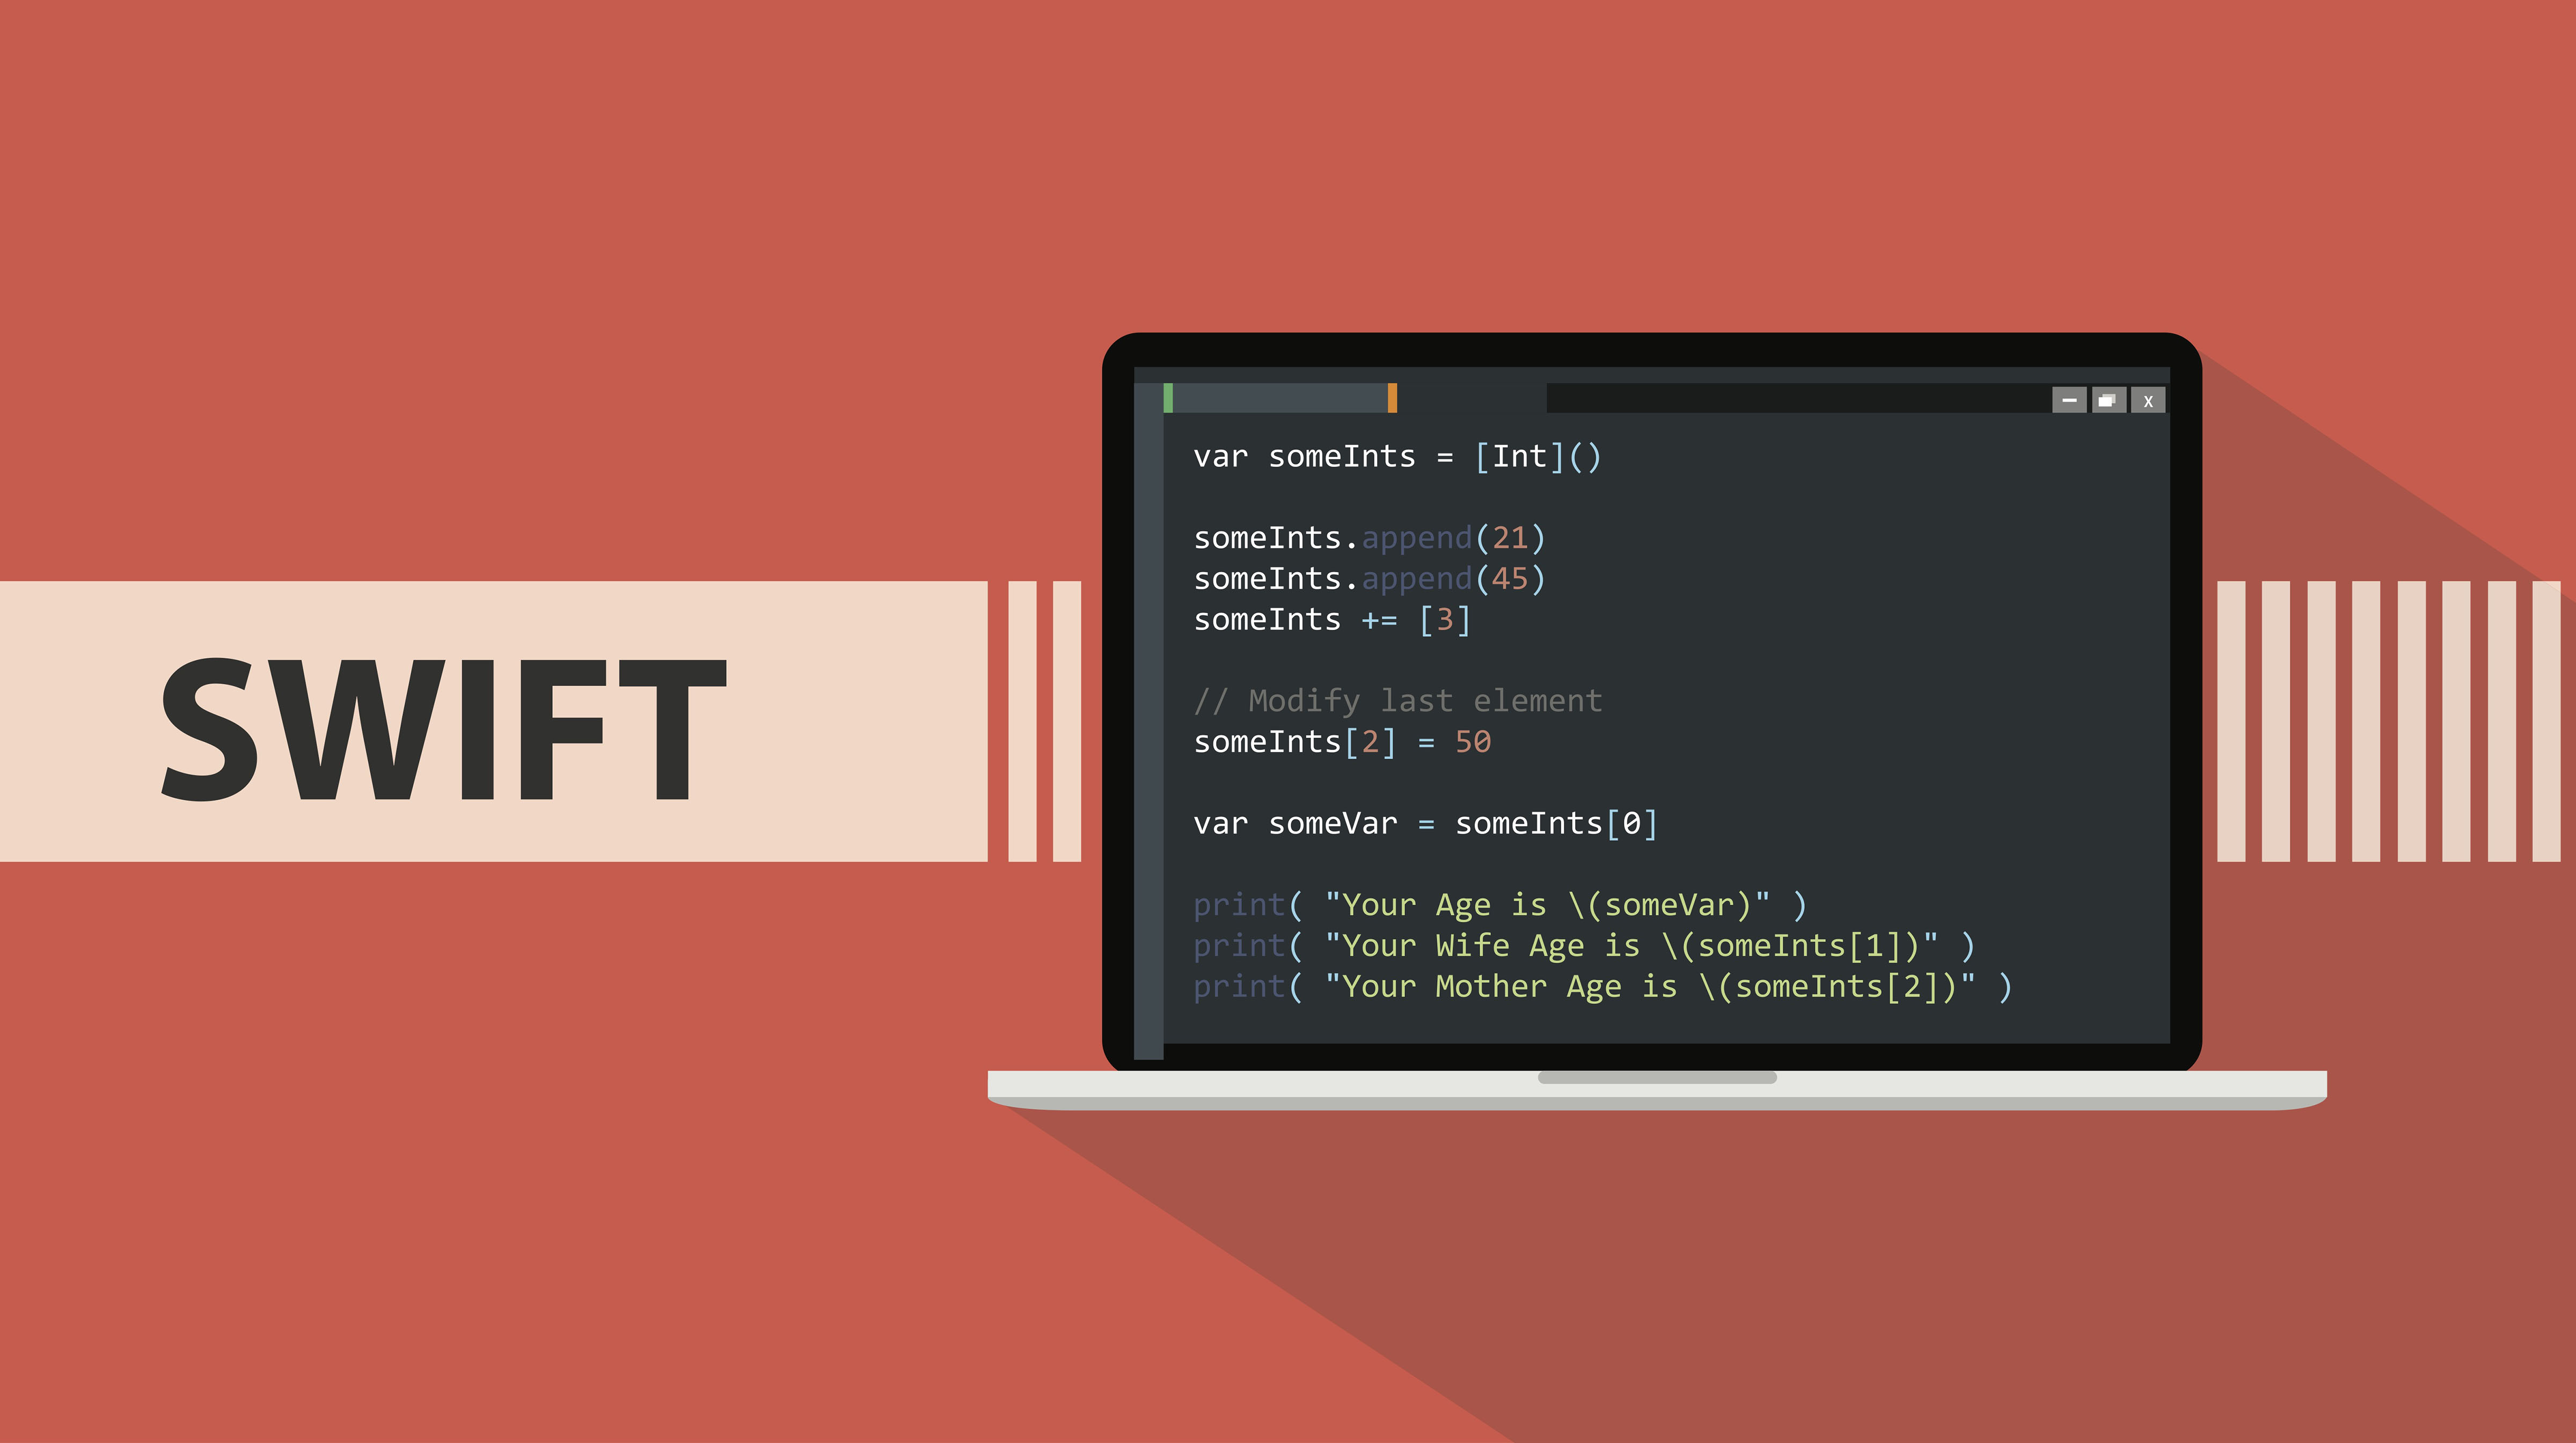 SWIFT
x
var someInts = [Int]()
someInts.append(21)
someInts.append(45)
someInts += [3]
// Modify last element
someInts[2] = 50
var someVar = someInts[0]
print( "Your Age is \(someVar)" )
print( "Your Wife Age is \(someInts[1])" )
print( "Your Mother Age is \(someInts[2])" )